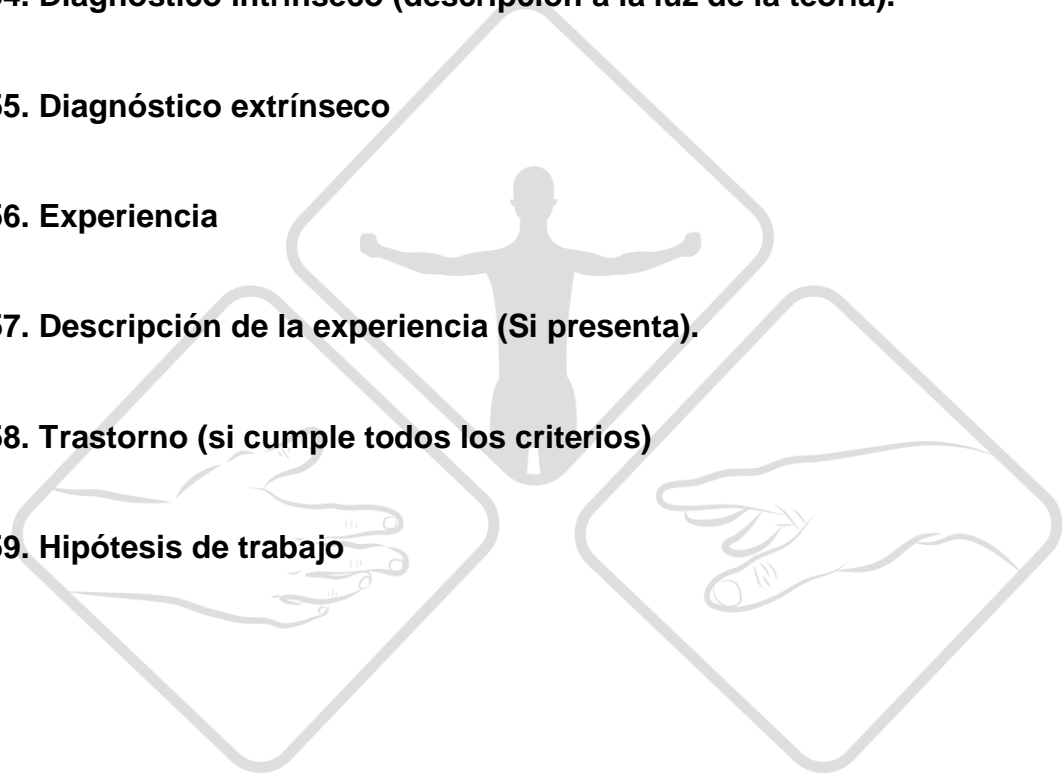 Diagnóstico intrínseco (descripción a la luz de la teoría).
55. Diagnóstico extrínseco
56. Experiencia
57. Descripción de la experiencia (Si presenta).
58. Trastorno (si cumple todos los criterios)
59. Hipótesis de trabajo